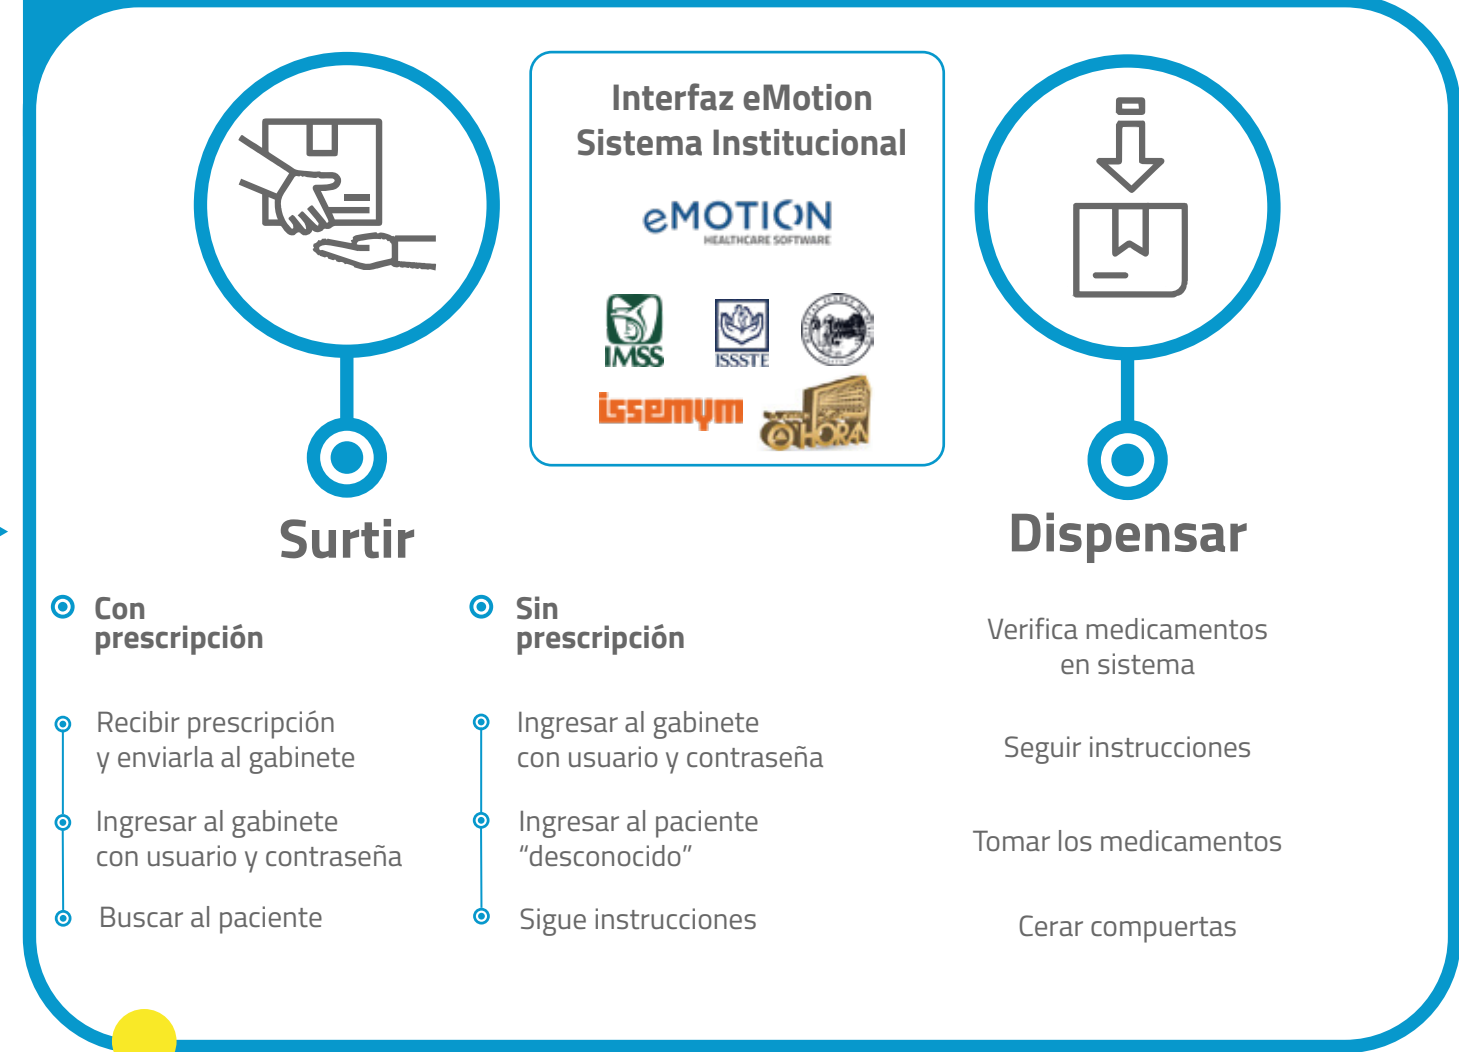 Interfaz eMotion
Sistema Institucional
eMOTION
HEALTHCARE SOFTWARE
IMSS
ISSSTE
issemym
HORAN
Surtir
Dispensar
Con
prescripción
Recibir prescripción
y enviarla al gabinete
Ingresar al gabinete
con usuario y contraseña
Buscar al paciente
Sin
prescripción
Ingresar al gabinete
con usuario y contraseña
Ingresar al paciente
“desconocido”
Sigue instrucciones
Verifica medicamentos
en sistema
Seguir instrucciones
Tomar los medicamentos
Cerar compuertas